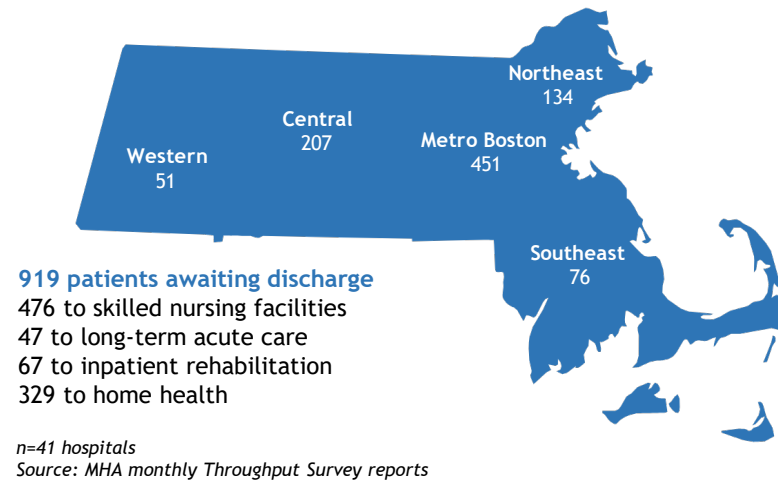 Northeast
134
Central
207
Metro Boston
451
Western
51
Southeast
76
919 patients awaiting discharge
476 to skilled nursing facilities
47 to long-term acute care
67 to inpatient rehabilitation
329 to home health
n=41 hospitals
Source: MHA monthly Throughput Survey reports